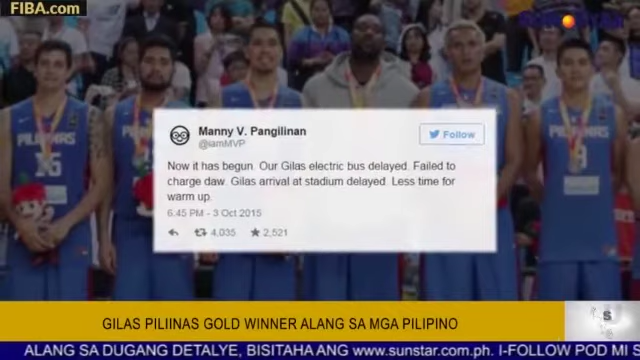 FIBA.com
Manny V. Pangilinan
@iamMVP
Follow
Now it has begun. Our Gilas electric bus delayed. Failed to
charge daw. Gilas arrival at stadium delayed. Less time for
warm up.
6:45 PM - 3 Oct 2015
4,035
2,521
PILIPINAS
16
9
GILAS PILIINAS GOLD WINNER ALANG SA MGA PILIPINO
S
ALANG SA DUGANG DETALYE, BISITAHA ANG www.sunstar.com.ph. I-FOLLOW POD MI S